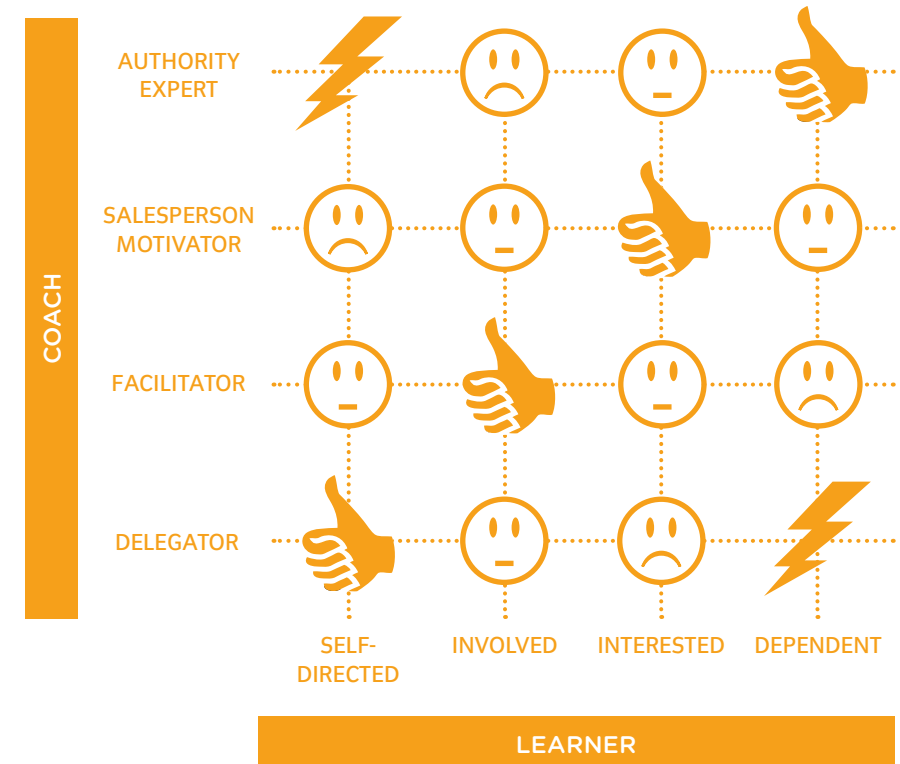 COACH
AUTHORITY
EXPERT
SALESPERSON
MOTIVATOR
FACILITATOR
DELEGATOR
SELF-
DIRECTED
INVOLVED
INTERESTED
DEPENDENT
LEARNER